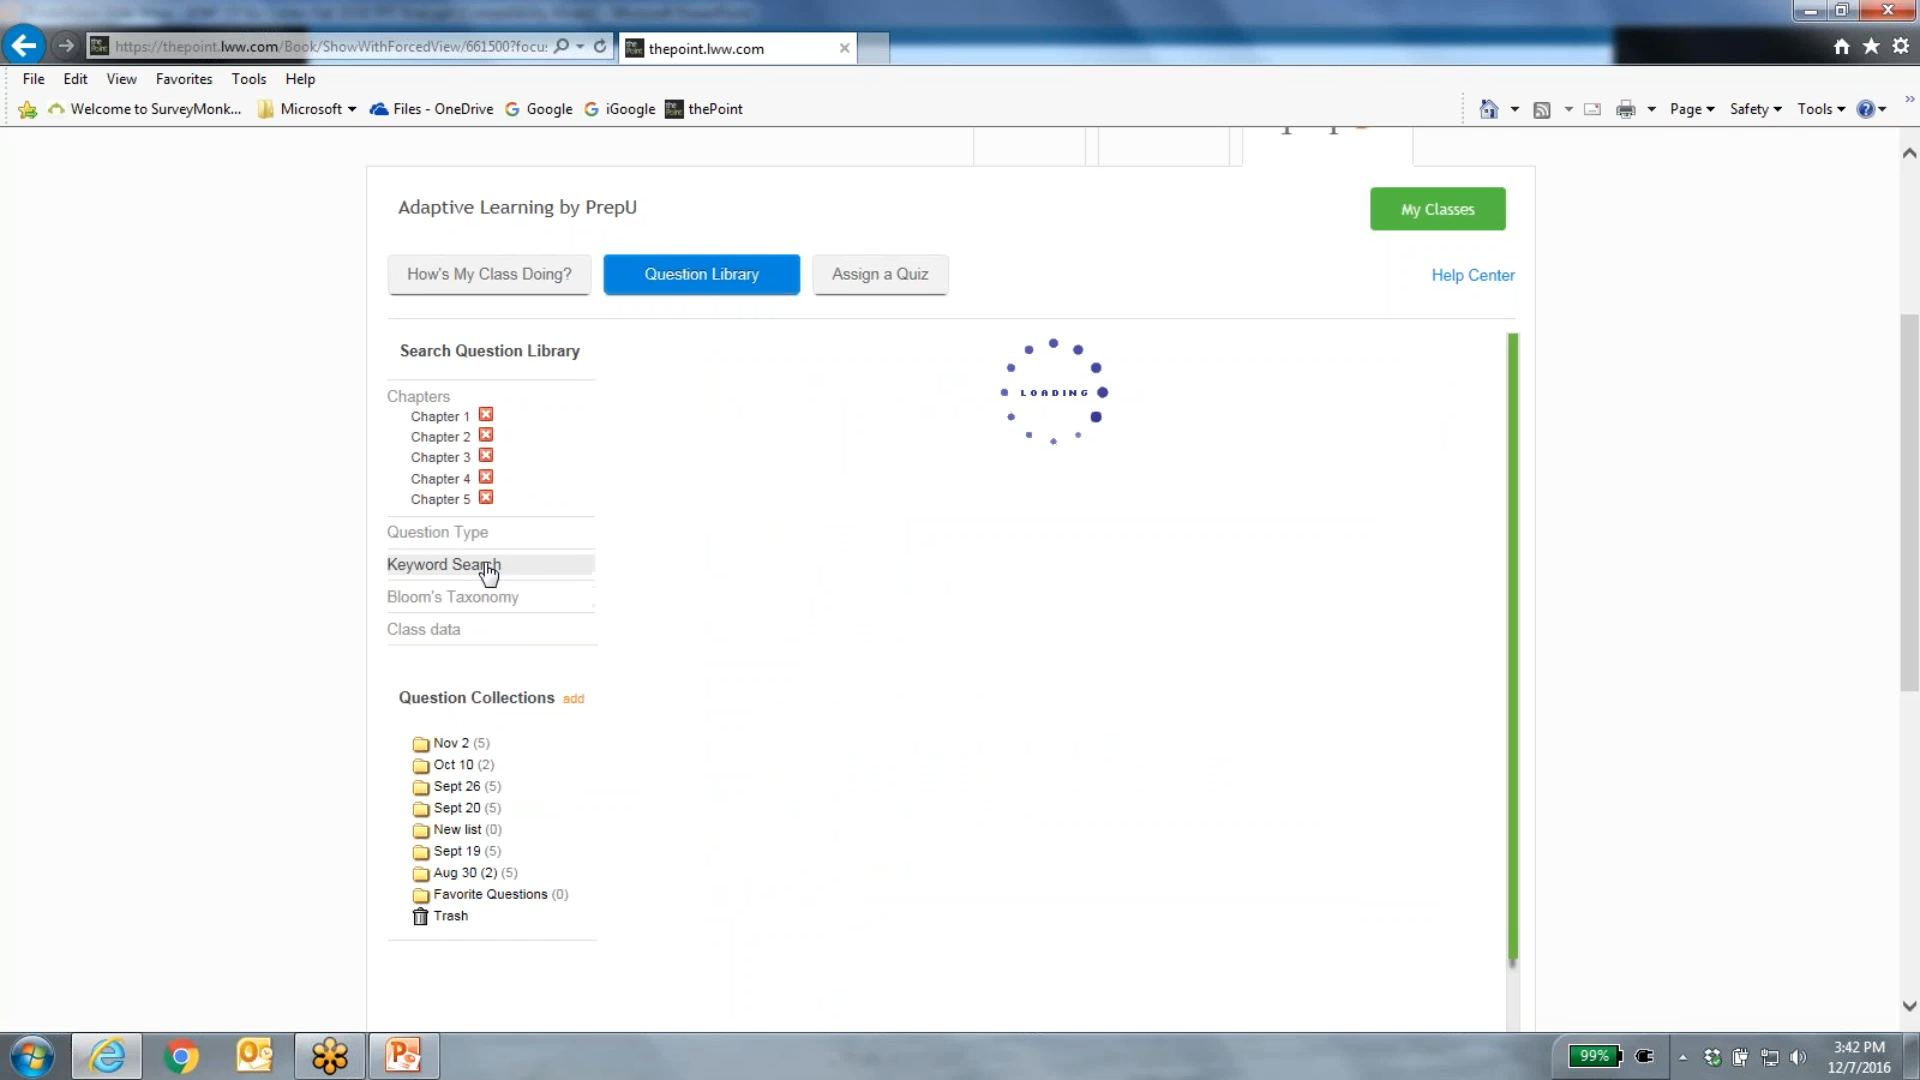 https://thepoint.lww.com/Book/ShowWithForcedView/661500?focu:
thepoint.lww.com
File Edit View Favorites Tools Help
Welcome to SurveyMonk... Microsoft Files - OneDrive Google iGoogle thePoint
Page Safety Tools
Adaptive Learning by PrepU
My Classes
How's My Class Doing? Question Library Assign a Quiz
Help Center
Search Question Library
LOADING
Chapters
Chapter 1
Chapter 2
Chapter 3
Chapter 4
Chapter 5
Question Type
Keyword Search
Bloom's Taxonomy
Class data
Question Collections add
Nov 2 (5)
Oct 10 (2)
Sept 26 (5)
Sept 20 (5)
New list (0)
Sept 19 (5)
Aug 30 (2) (5)
Favorite Questions (0)
Trash
99%
3:42 PM
12/7/2016